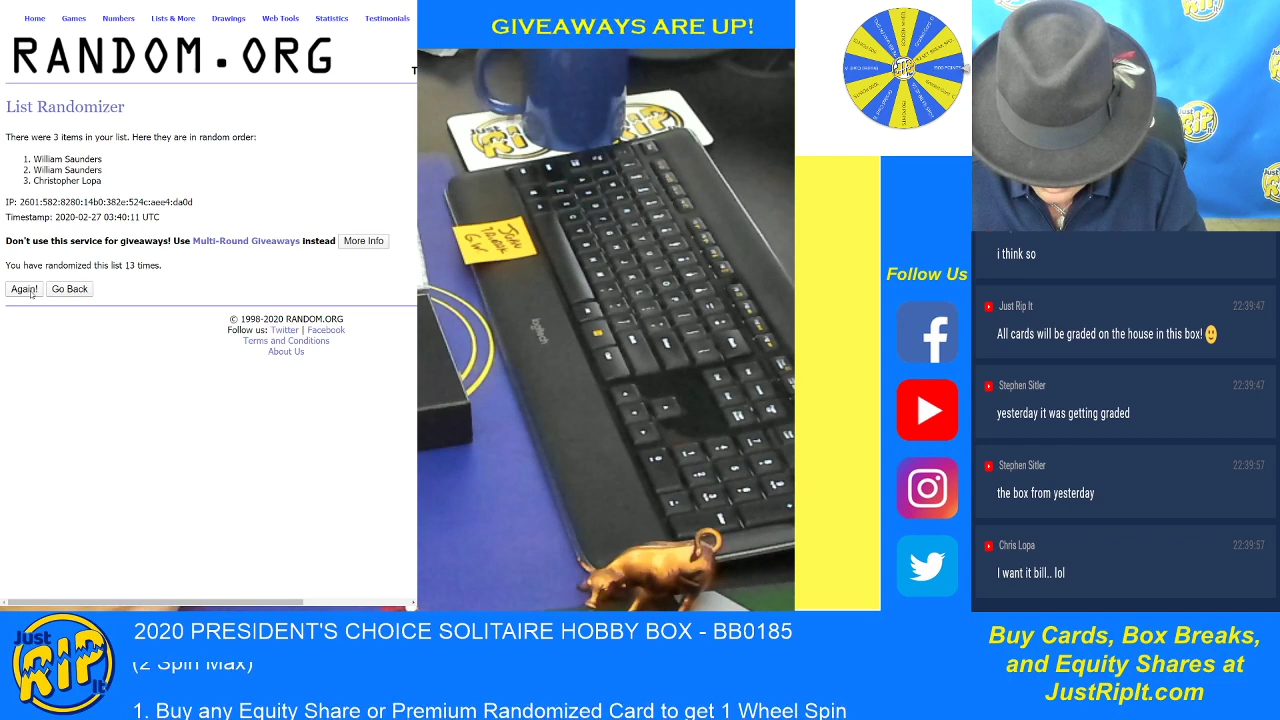 Home Games Numbers Lists & More Drawings Web Tools Statistics Testimonials
RANDOM.ORG
List Randomizer
There were 3 items in your list. Here they are in random order:
1. William Saunders
2. William Saunders
3. Christopher Lopa
IP: 2601:582:8280:14b0:382e:524c:aee4:da0d
Timestamp: 2020-02-27 03:40:11 UTC
Don't use this service for giveaways! Use Multi-Round Giveaways instead More Info
You have randomized this list 13 times.
Again! Go Back
© 1998-2020 RANDOM.ORG
Follow us: Twitter | Facebook
Terms and Conditions
About Us
GIVEAWAYS ARE UP!
JOHN
GW
logitech
Follow Us
i think so
Just Rip It 22:39:47
All cards will be graded on the house in this box!
Stephen Sitler 22:39:47
yesterday it was getting graded
Stephen Sitler 22:39:57
the box from yesterday
Chris Lopa 22:39:57
I want it bill.. lol
Just
RIP
It
2020 PRESIDENT'S CHOICE SOLITAIRE HOBBY BOX - BB0185
(2 Spin Max)
1. Buy any Equity Share or Premium Randomized Card to get 1 Wheel Spin
Buy Cards, Box Breaks,
and Equity Shares at
JustRipIt.com